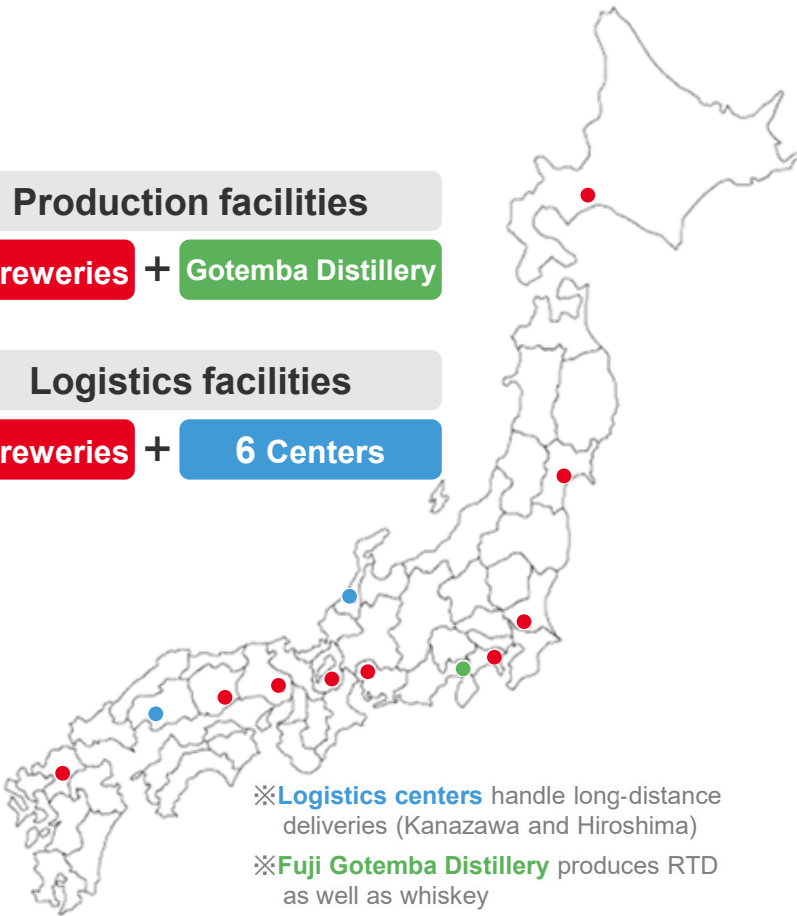 Production facilities
reweries + Gotemba Distillery
Logistics facilities
reweries + 6 Centers
※Logistics centers handle long-distance
deliveries (Kanazawa and Hiroshima)
※Fuji Gotemba Distillery produces RTD
as well as whiskey